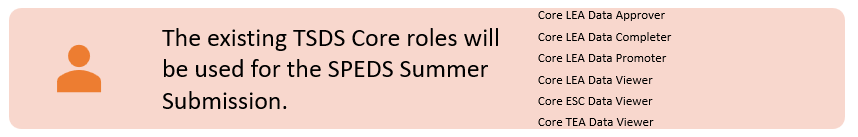 The existing TSDS Core roles will
be used for the SPEDS Summer
Submission.
Core LEA Data Approver
Core LEA Data Completer
Core LEA Data Promoter
Core LEA Data Viewer
Core ESC Data Viewer
Core TEA Data Viewer